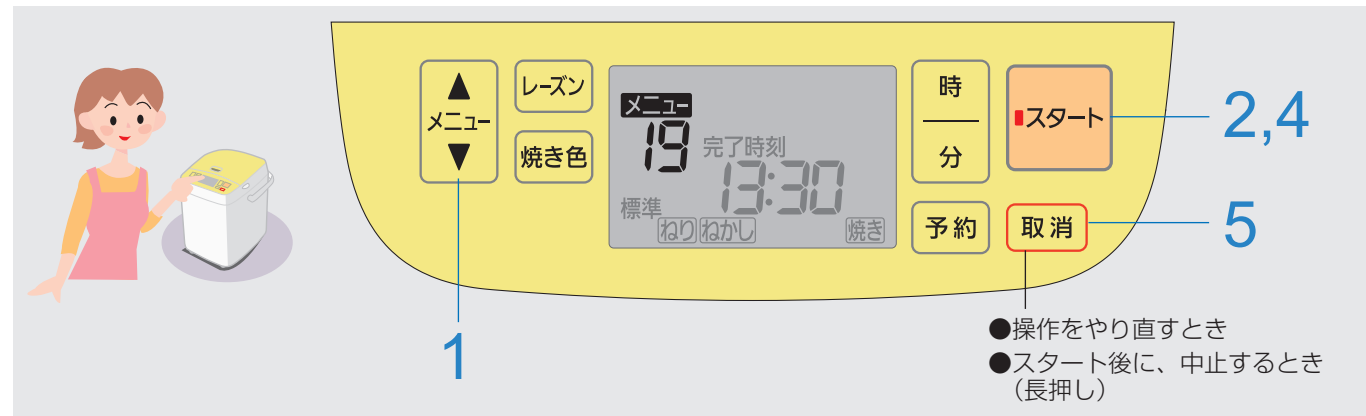 ▲
メニュー
▼
レーズン
焼き色
メニュー
19
完了時刻
13:30
標準
ねり ねかし 焼き
時
分
予約
スタート
取消
2,4
5
1
●操作をやり直すとき
●スタート後に、中止するとき
(長押し)